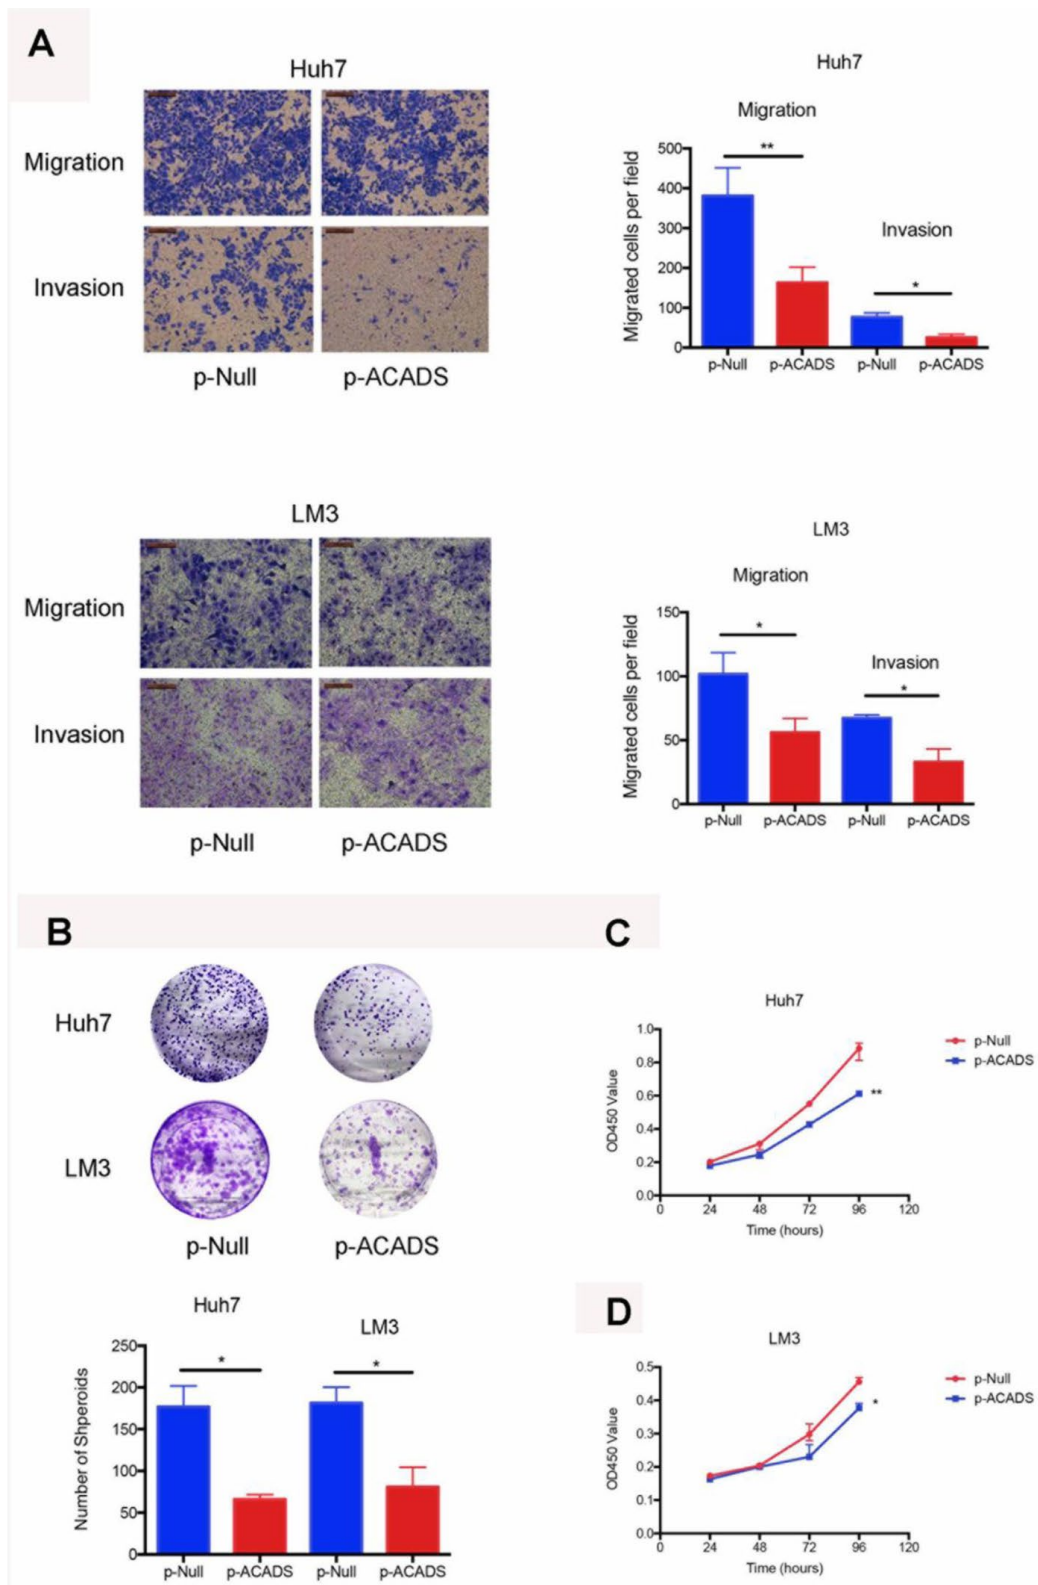 A
Huh7
Migration
Invasion
p-Null
p-ACADS
Huh7
Migration
Invasion
Migrated cells per field
500
400
300
200
100
0
**
*
p-Null
p-ACADS
p-Null
p-ACADS
LM3
Migration
Invasion
p-Null
p-ACADS
LM3
Migration
Invasion
Migrated cells per field
150
100
50
0
*
*
p-Null
p-ACADS
p-Null
p-ACADS
B
Huh7
LM3
p-Null
p-ACADS
Huh7
LM3
Number of Shperoids
250
200
150
100
50
0
*
*
p-Null
p-ACADS
p-Null
p-ACADS
C
Huh7
OD450 Value
1.0
0.8
0.6
0.4
0.2
0.0
0
24
48
72
96
120
Time (hours)
p-Null
p-ACADS
**
D
LM3
OD450 Value
0.5
0.4
0.3
0.2
0.1
0.0
0
24
48
72
96
120
Time (hours)
p-Null
p-ACADS
*